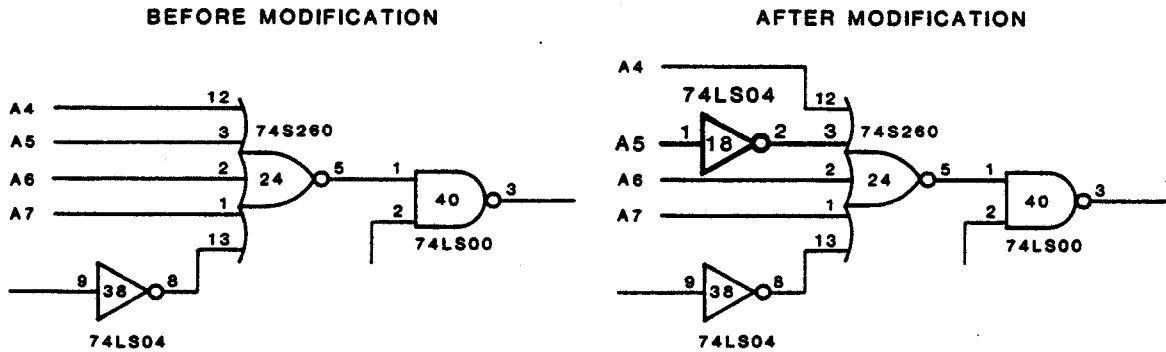 BEFORE MODIFICATION
A4
12
A5
3
74S260
A6
2
24
5
1
A7
1
2
40
3
13
74LS00
9
38
8
74LS04
AFTER MODIFICATION
A4
74LS04
12
A5
1
18
2
3
74S260
A6
2
24
5
1
A7
1
2
40
3
13
74LS00
9
38
8
74LS04